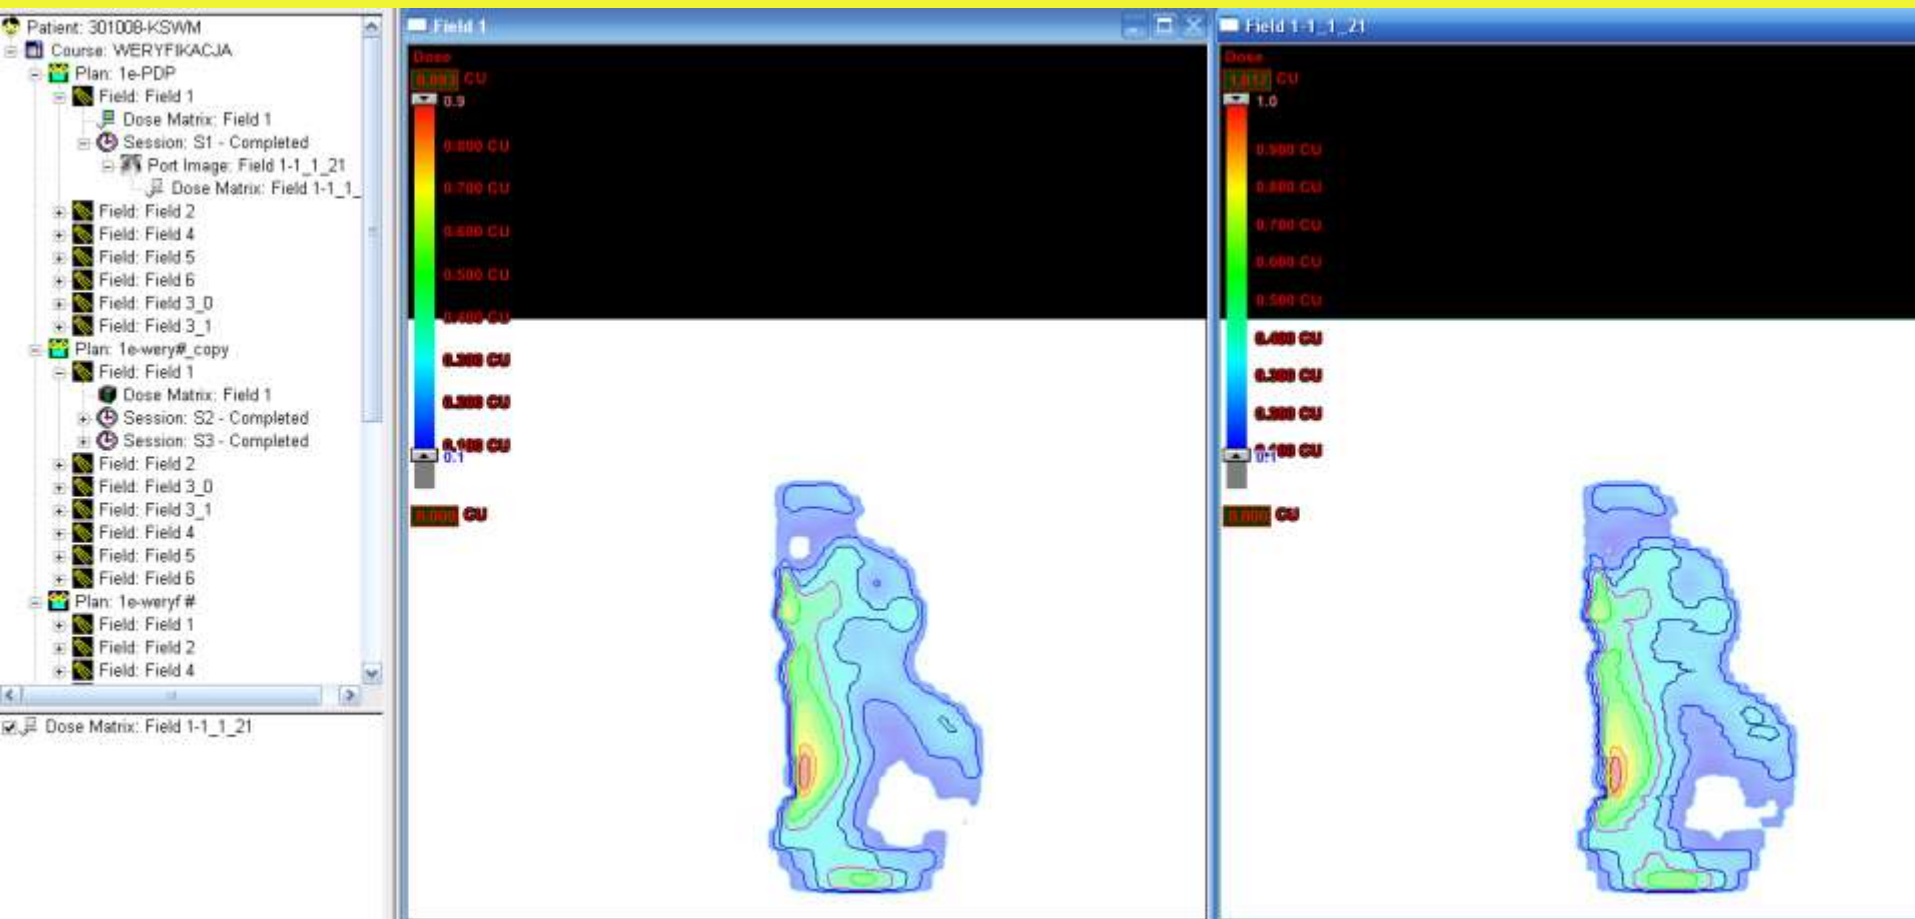 Patient: 301008-KSWM
Course: WERYFIKACJA
Plan: 1e-PDP
Field: Field 1
Dose Matrix: Field 1
Session: S1 - Completed
Port Image: Field 1-1_1_21
Dose Matrix: Field 1-1_1_
Field: Field 2
Field: Field 4
Field: Field 5
Field: Field 6
Field: Field 3_0
Field: Field 3_1
Plan: 1e-wery#_copy
Field: Field 1
Dose Matrix: Field 1
Session: S2 - Completed
Session: S3 - Completed
Field: Field 2
Field: Field 3_0
Field: Field 3_1
Field: Field 4
Field: Field 5
Field: Field 6
Plan: 1e-weryf #
Field: Field 1
Field: Field 2
Field: Field 4
Dose Matrix: Field 1-1_1_21
Field 1
Dose
CU
0.9
0.800 CU
0.700 CU
0.600 CU
0.500 CU
0.400 CU
0.300 CU
0.200 CU
0.100 CU
0.1
0.000 CU
Field 1-1_1_21
Dose
CU
1.0
0.900 CU
0.800 CU
0.700 CU
0.600 CU
0.500 CU
0.400 CU
0.300 CU
0.200 CU
0.100 CU
0.1
0.000 CU